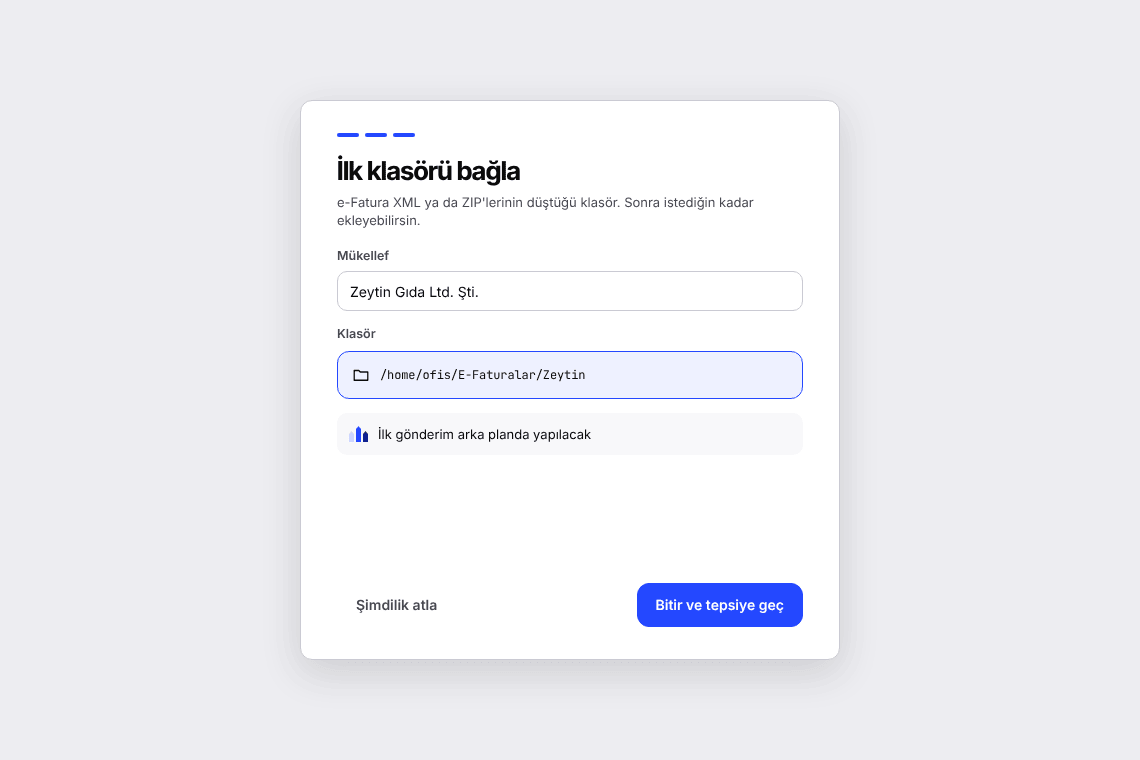 İlk klasörü bağla
e-Fatura XML ya da ZIP'lerinin düştüğü klasör. Sonra istediğin kadar
ekleyebilirsin.
Mükellef
Zeytin Gıda Ltd. Şti.
Klasör
/home/ofis/E-Faturalar/Zeytin
İlk gönderim arka planda yapılacak
Şimdilik atla
Bitir ve tepsiye geç